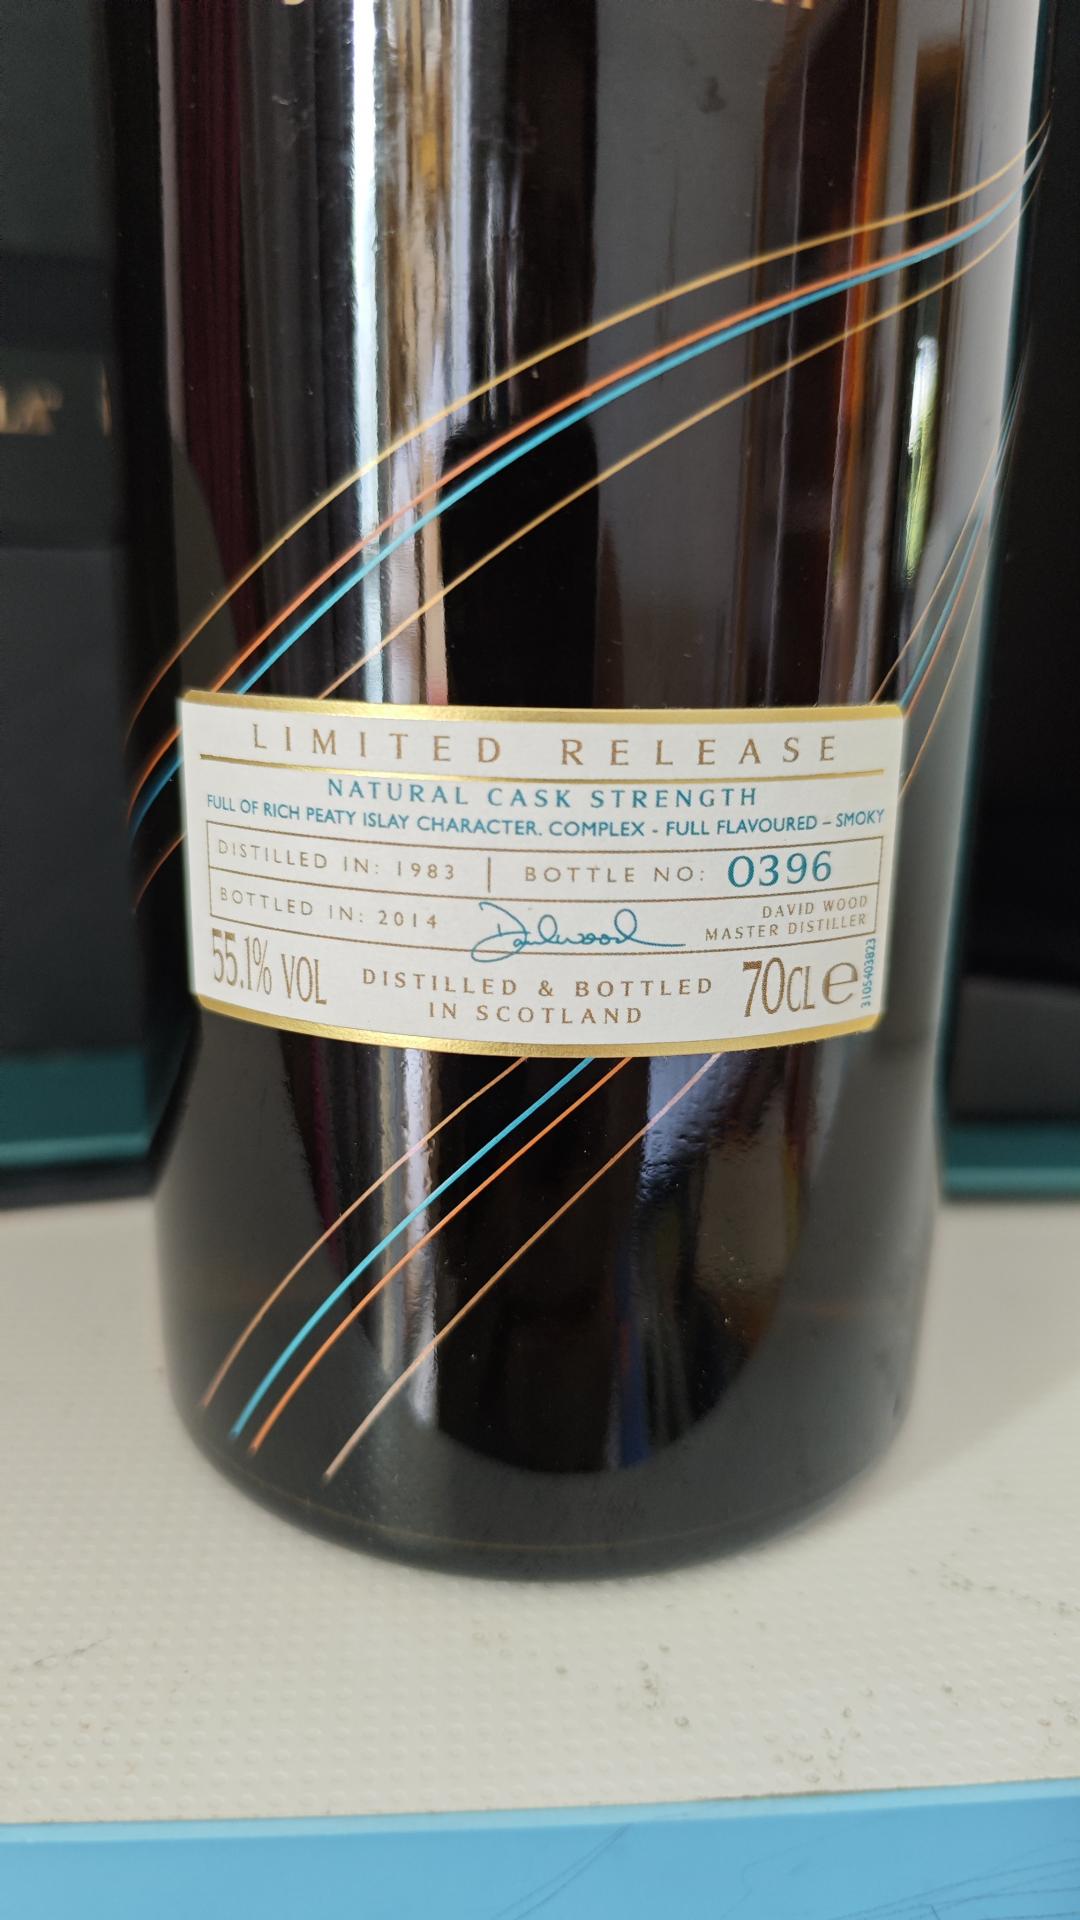 LIMITED RELEASE
NATURAL CASK STRENGTH
FULL OF RICH PEATY ISLAY CHARACTER. COMPLEX - FULL FLAVOURED – SMOKY
DISTILLED IN: 1983 | BOTTLE NO: 0396
BOTTLED IN: 2014
DAVID WOOD
MASTER DISTILLER
55.1% VOL
DISTILLED & BOTTLED
IN SCOTLAND
70CL e
3105403823